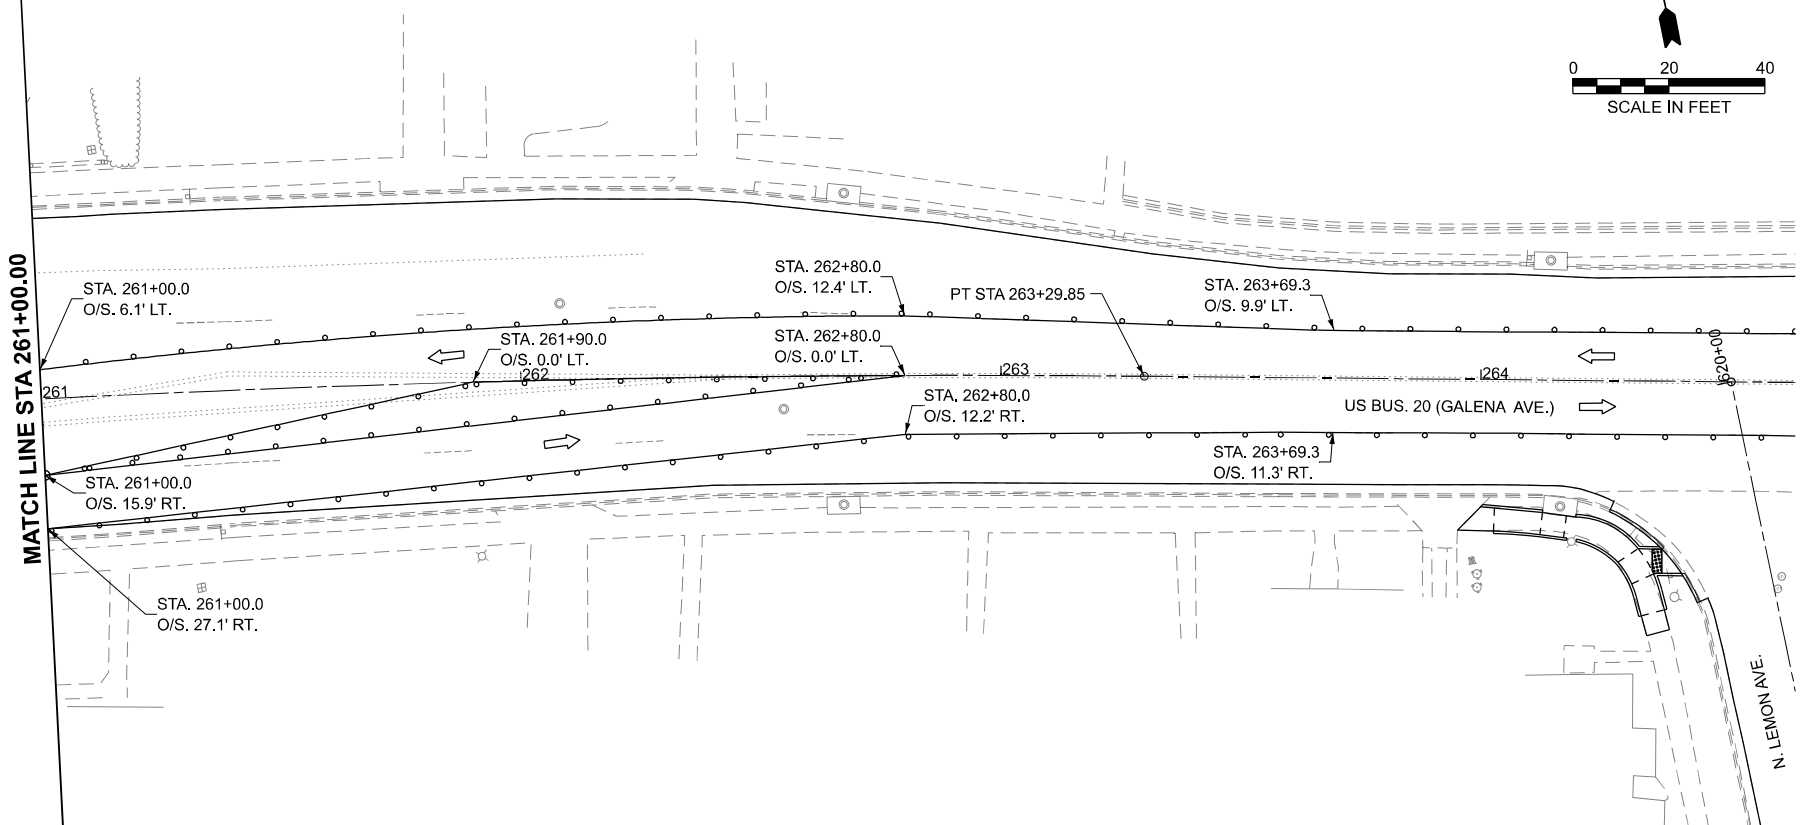 0 20 40
SCALE IN FEET
MATCH LINE STA 261+00.00
STA. 261+00.0
O/S. 6.1' LT.
STA. 262+80.0
O/S. 12.4' LT.
PT STA 263+29.85
STA. 263+69.3
O/S. 9.9' LT.
STA. 261+90.0
O/S. 0.0' LT.
STA. 262+80.0
O/S. 0.0' LT.
620+00
261
262
263
264
STA. 262+80.0
O/S. 12.2' RT.
US BUS. 20 (GALENA AVE.)
STA. 263+69.3
O/S. 11.3' RT.
STA. 261+00.0
O/S. 15.9' RT.
STA. 261+00.0
O/S. 27.1' RT.
N. LEMON AVE.